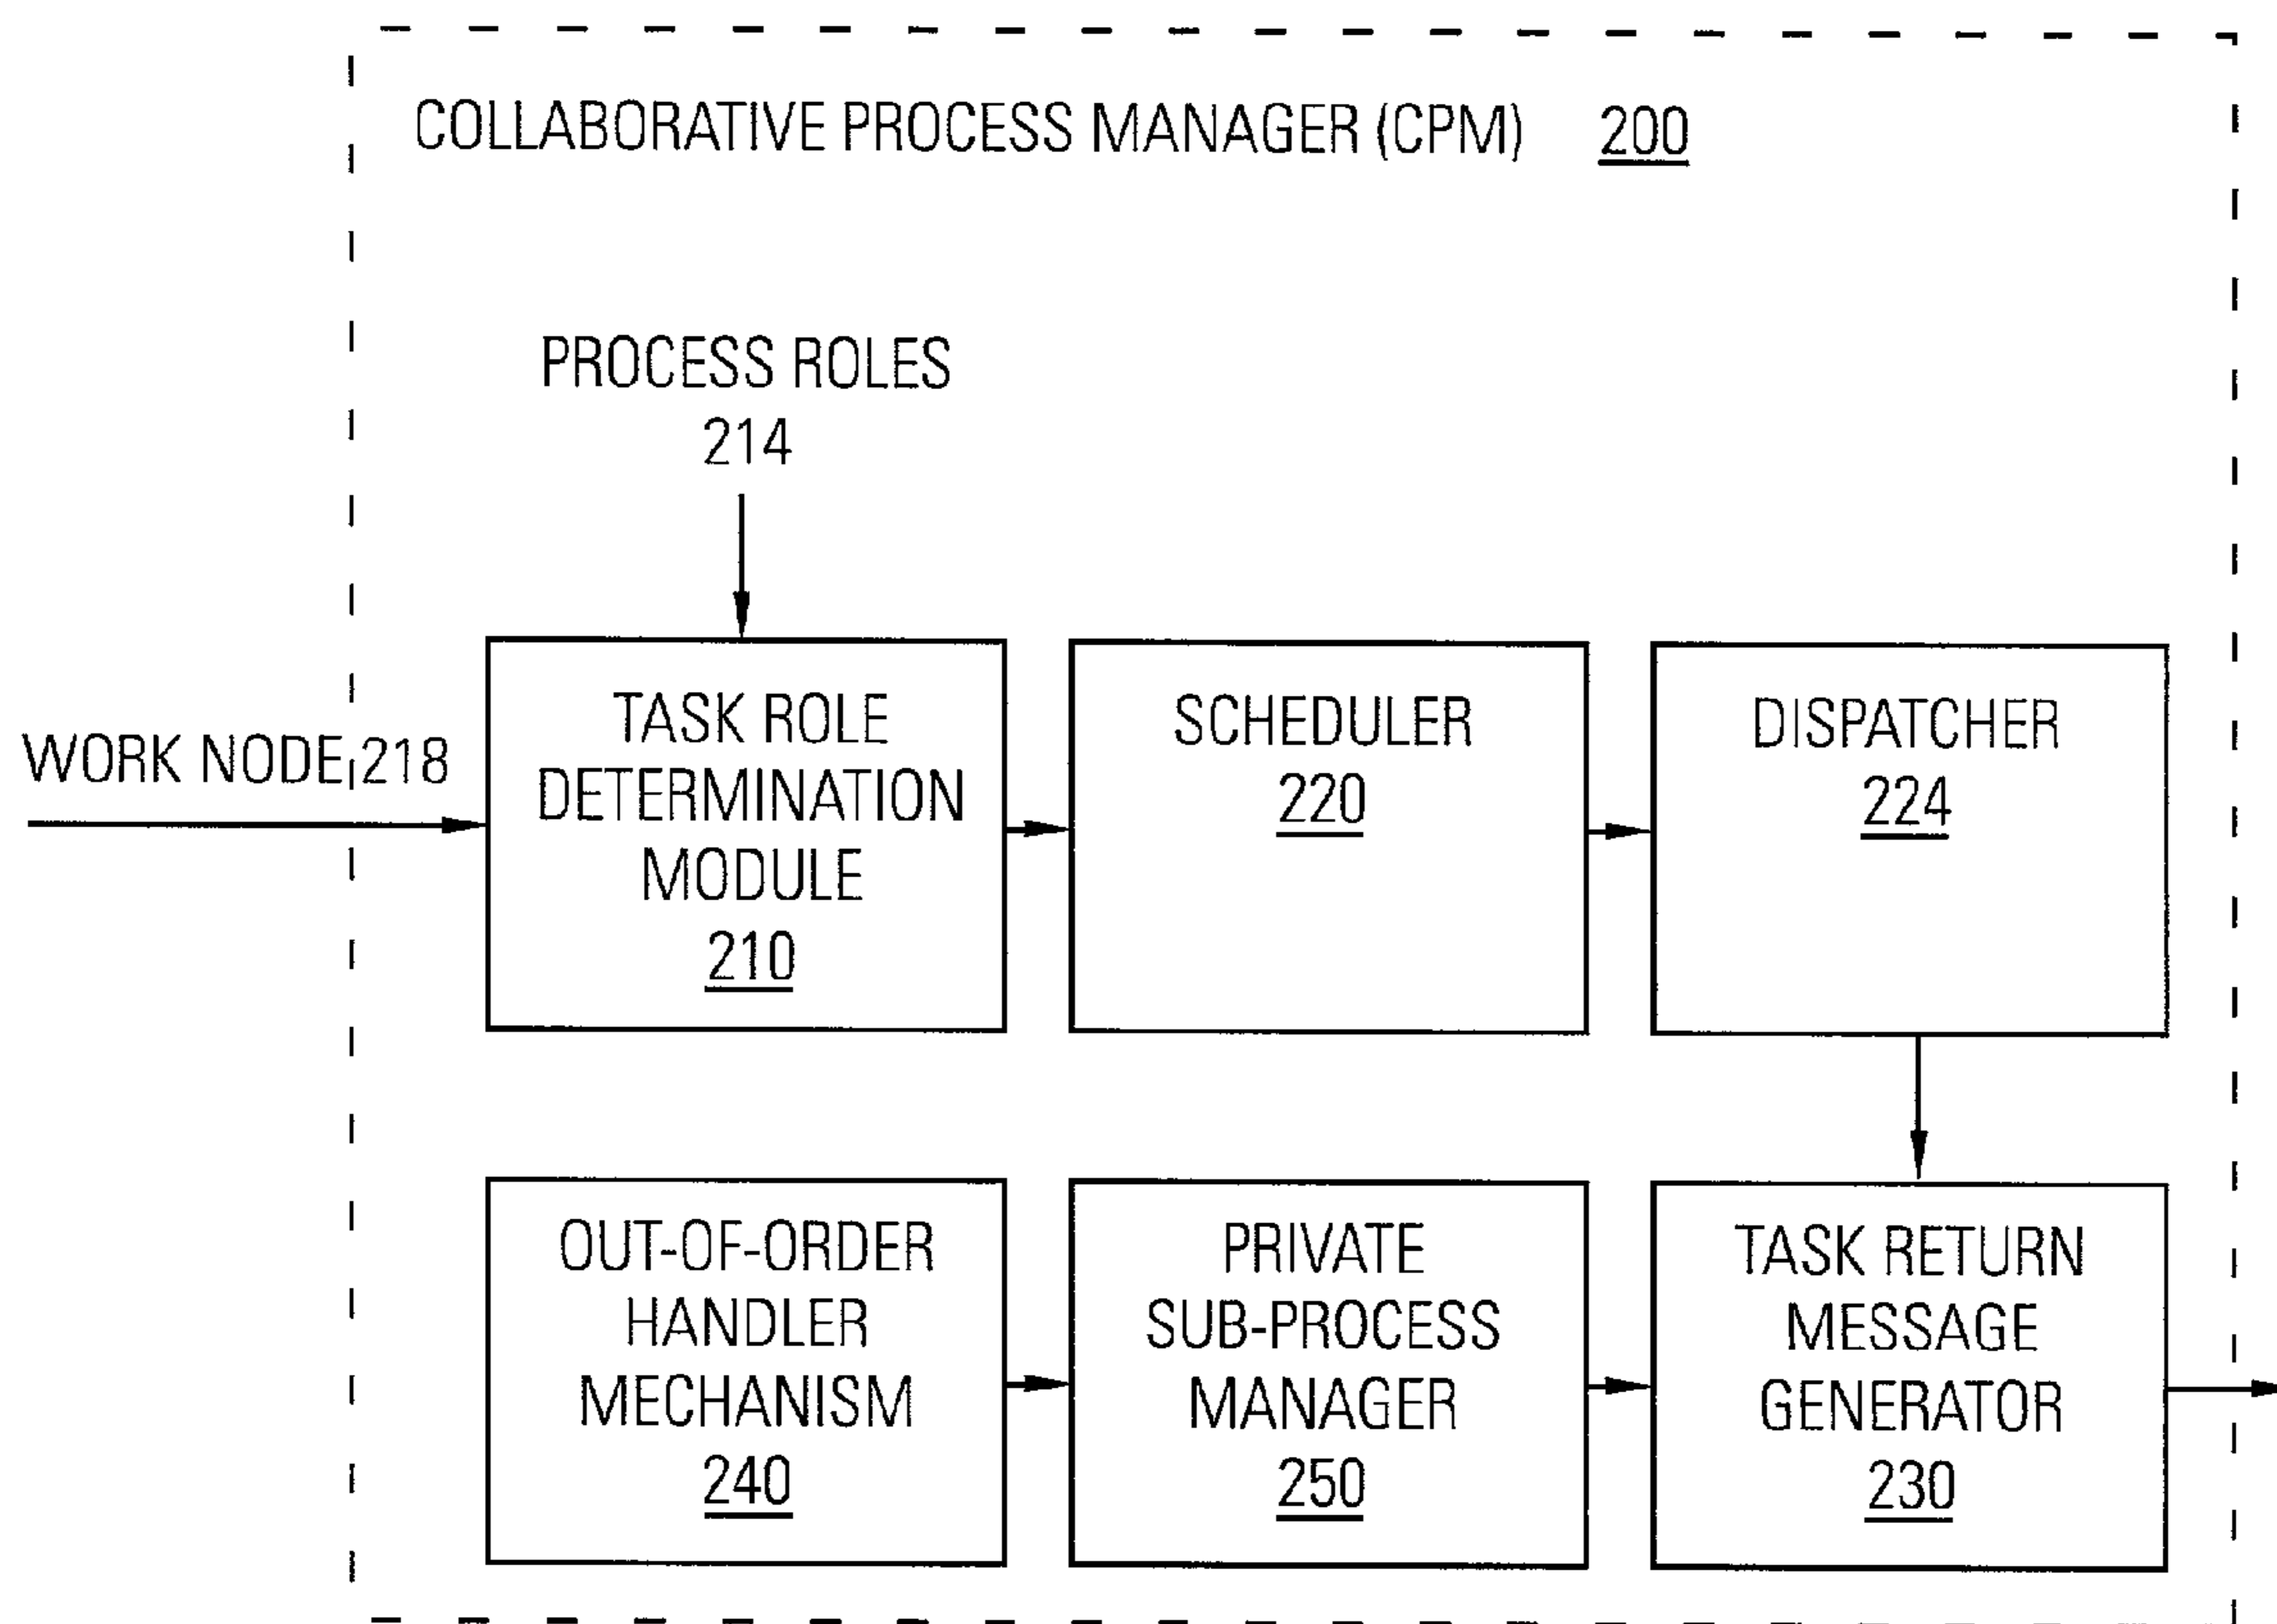 COLLABORATIVE PROCESS MANAGER (CPM) 200
PROCESS ROLES
214
WORK NODE, 218
TASK ROLE
DETERMINATION
MODULE
210
SCHEDULER
220
DISPATCHER
224
OUT-OF-ORDER
HANDLER
MECHANISM
240
PRIVATE
SUB-PROCESS
MANAGER
250
TASK RETURN
MESSAGE
GENERATOR
230